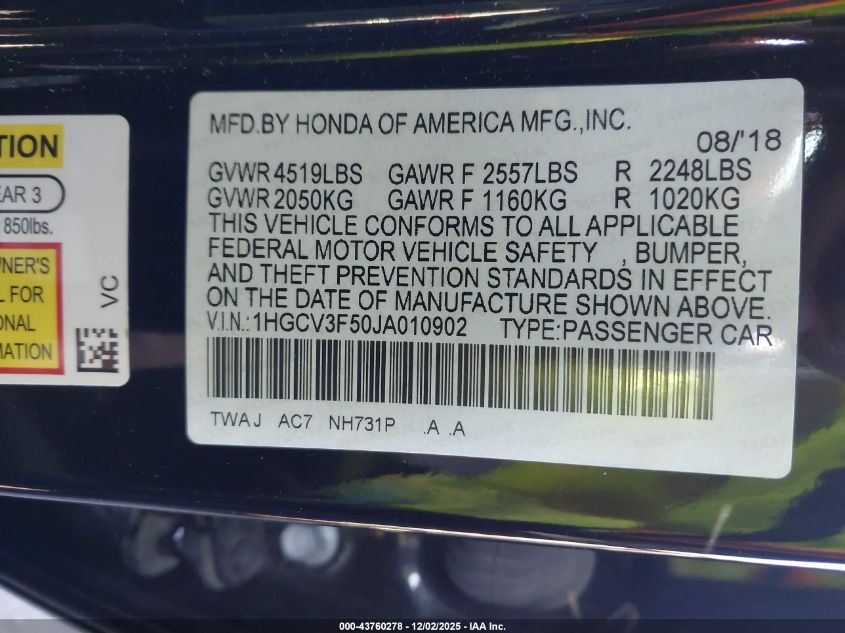 TION
EAR 3
850lbs.
WNER'S
L FOR
ONAL
MATION
VC
MFD.BY HONDA OF AMERICA MFG.,INC.
08/'18
GVWR 4519LBS GAWR F 2557LBS R 2248LBS
GVWR 2050KG GAWR F 1160KG R 1020KG
THIS VEHICLE CONFORMS TO ALL APPLICABLE
FEDERAL MOTOR VEHICLE SAFETY , BUMPER,
AND THEFT PREVENTION STANDARDS IN EFFECT
ON THE DATE OF MANUFACTURE SHOWN ABOVE.
V.I.N.:1HGCV3F50JA010902 TYPE:PASSENGER CAR
TWAJ AC7 NH731P .A .A
000-43760278 - 12/02/2025 - IAA Inc.